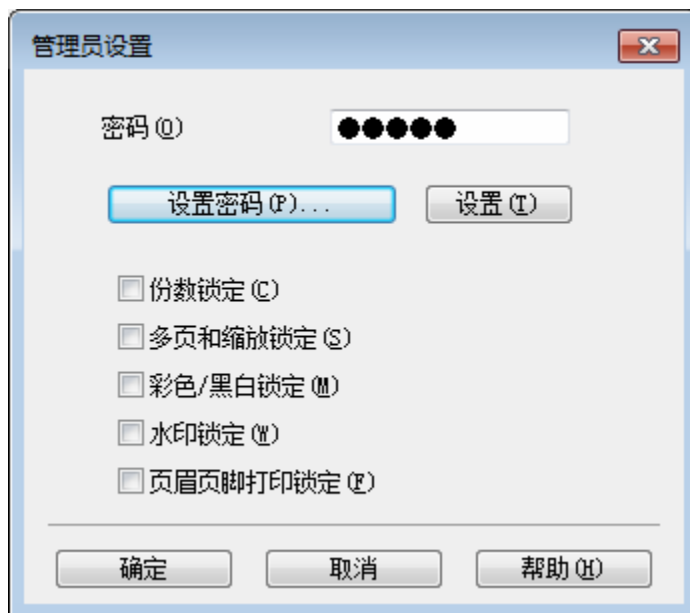 管理员设置
密码(O)
●●●●●
设置密码(P)... 设置(T)
份数锁定(C)
多页和缩放锁定(S)
彩色/黑白锁定(M)
水印锁定(W)
页眉页脚打印锁定(F)
确定 取消 帮助(H)